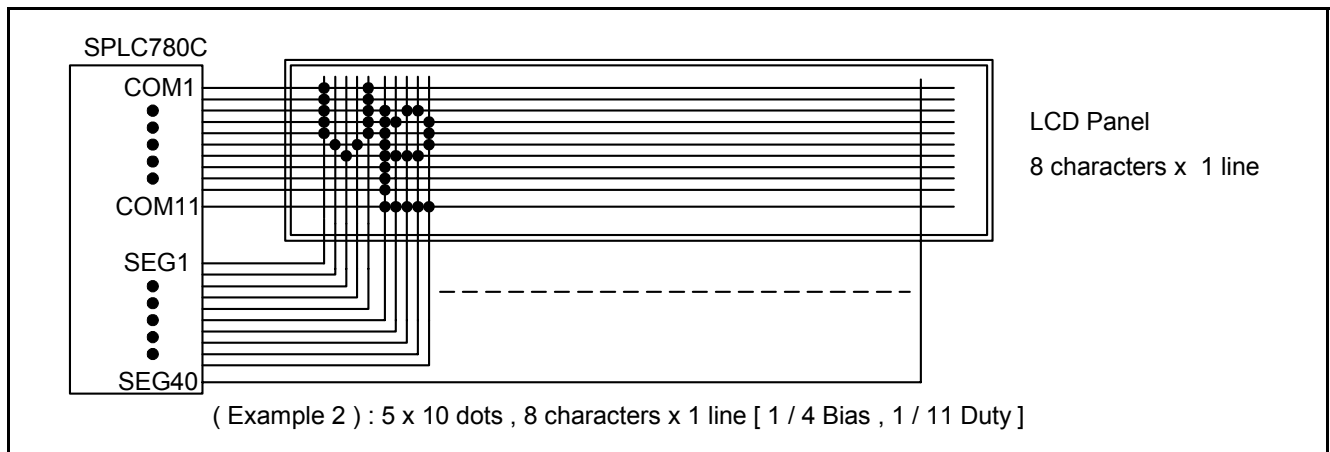 SPLC780C
COM1
COM11
SEG1
SEG40
LCD Panel
8 characters x 1 line
( Example 2 ) : 5 x 10 dots , 8 characters x 1 line [ 1 / 4 Bias , 1 / 11 Duty ]